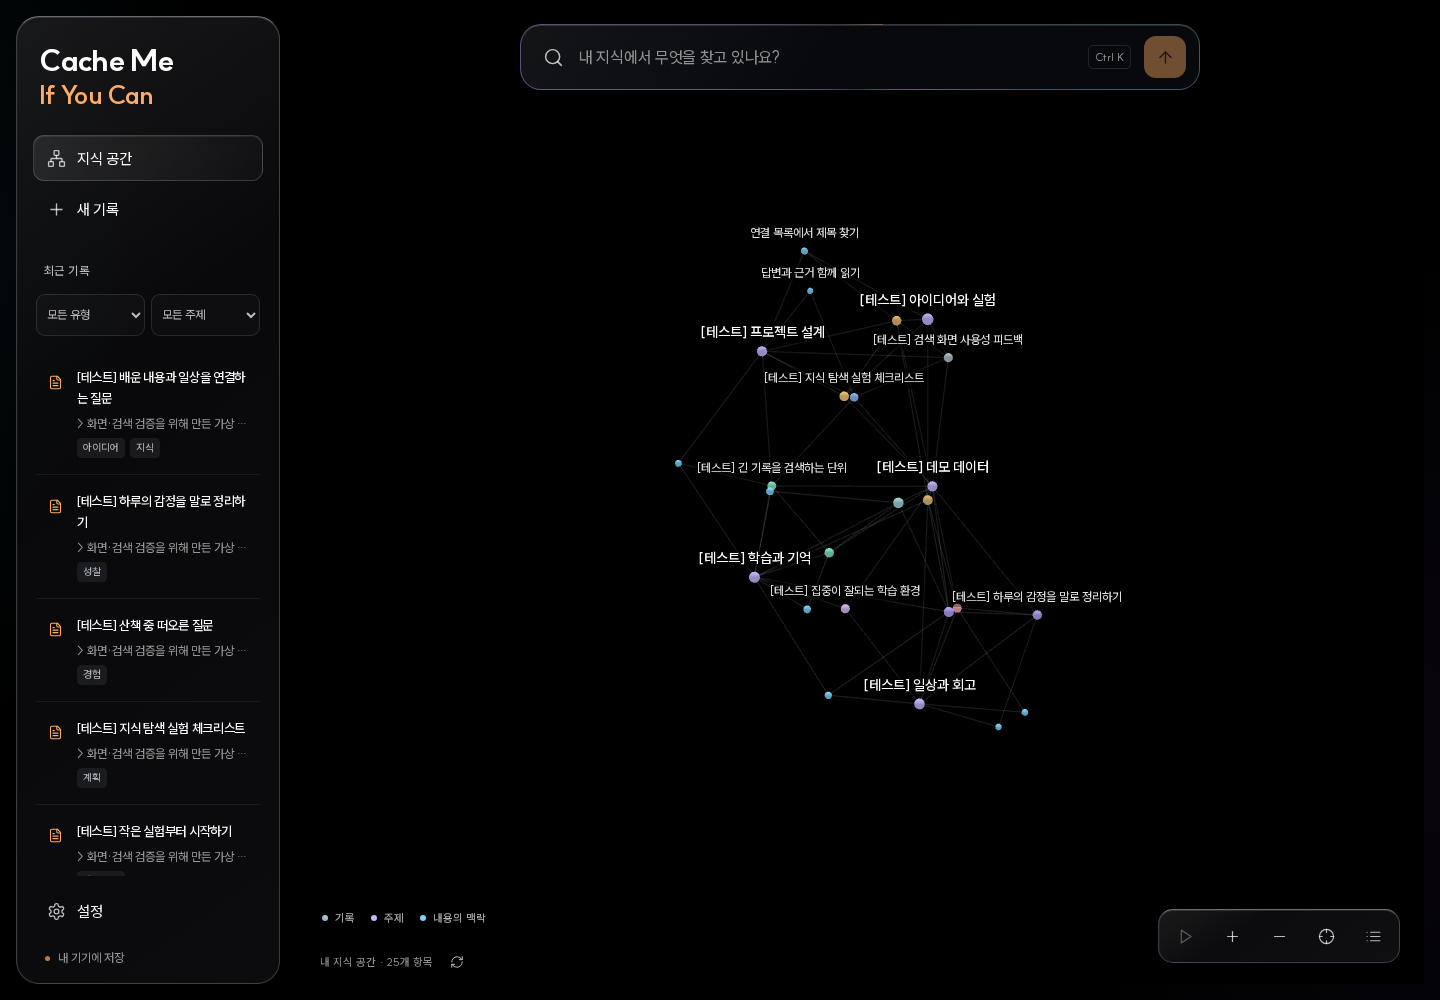 Cache Me
If You Can
지식 공간
새 기록
최근 기록
모든 유형
모든 주제
[테스트] 배운 내용과 일상을 연결하
는 질문
> 화면·검색 검증을 위해 만든 가상 ...
아이디어
지식
[테스트] 하루의 감정을 말로 정리하
기
> 화면·검색 검증을 위해 만든 가상 ...
성찰
[테스트] 산책 중 떠오른 질문
> 화면·검색 검증을 위해 만든 가상 ...
경험
[테스트] 지식 탐색 실험 체크리스트
> 화면·검색 검증을 위해 만든 가상 ...
계획
[테스트] 작은 실험부터 시작하기
> 화면·검색 검증을 위해 만든 가상 ...
설정
내 기기에 저장
내 지식에서 무엇을 찾고 있나요?
Ctrl K
연결 목록에서 제목 찾기
답변과 근거 함께 읽기
[테스트] 아이디어와 실험
[테스트] 프로젝트 설계
[테스트] 검색 화면 사용성 피드백
[테스트] 지식 탐색 실험 체크리스트
[테스트] 긴 기록을 검색하는 단위
[테스트] 데모 데이터
[테스트] 학습과 기억
[테스트] 집중이 잘되는 학습 환경
[테스트] 하루의 감정을 말로 정리하기
[테스트] 일상과 회고
기록
주제
내용의 맥락
내 지식 공간 · 25개 항목